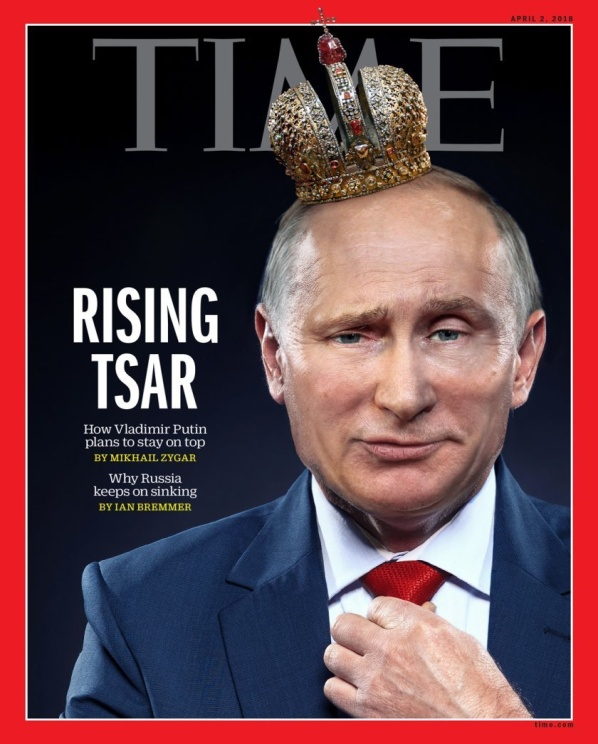 APRIL 2, 2018
TIME
RISING
TSAR
How Vladimir Putin
plans to stay on top
BY MIKHAIL ZYGAR
Why Russia
keeps on sinking
BY IAN BREMMER
time.com